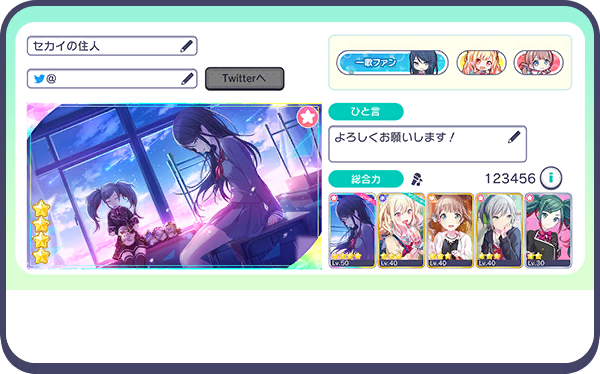 セカイの住人
@
Twitterへ
一歌ファン
ひと言
よろしくお願いします！
総合力
123456
i
Lv.50
Lv.40
Lv.40
Lv.40
Lv.30